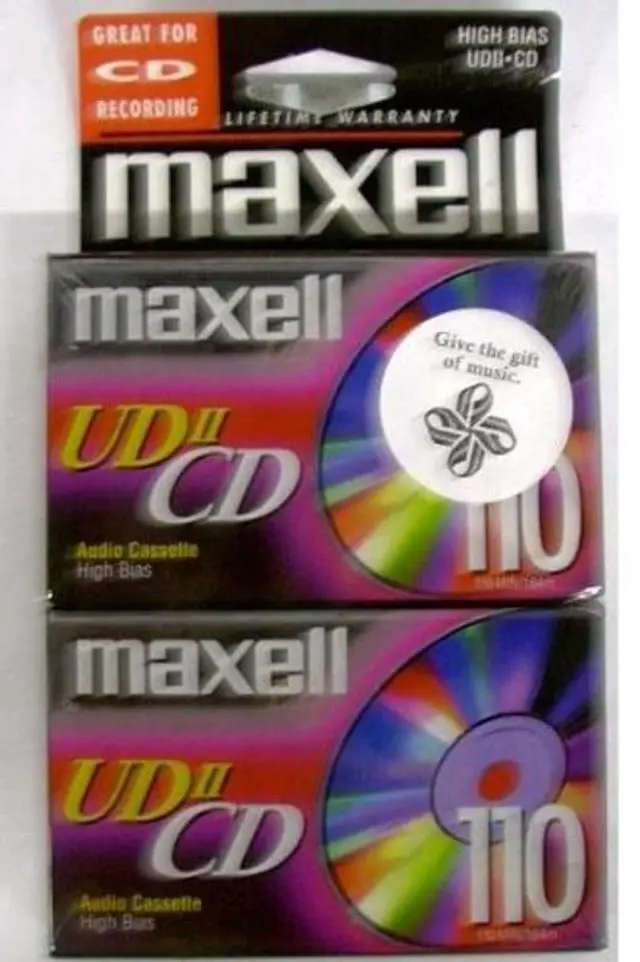 GREAT FOR
CD
RECORDING
HIGH BIAS
UDII•CD
LIFETIME WARRANTY
maxell
maxell
Give the gift
of music.
UDII
CD
110
Audio Cassette
High Bias
maxell
UDII
CD
110
Audio Cassette
High Bias